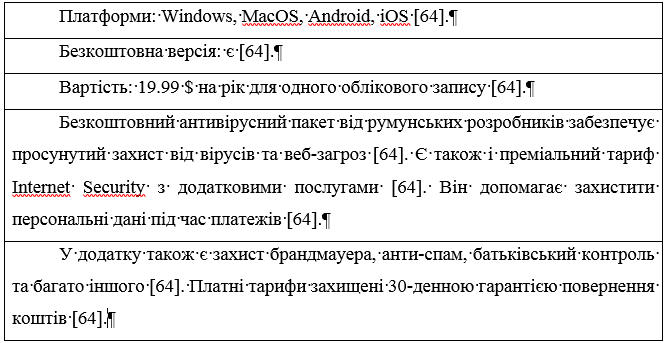 Платформи: Windows, MacOS, Android, iOS [64].¶
Безкоштовна версія: є [64].¶
Вартість: 19.99 $ на рік для одного облікового запису [64].¶
Безкоштовний антивірусний пакет від румунських розробників забезпечує
просунутий захист від вірусів та веб-загроз [64]. Є також і преміальний тариф
Internet Security з додатковими послугами [64]. Він допомагає захистити
персональні дані під час платежів [64].¶
У додатку також є захист брандмауера, анти-спам, батьківський контроль
та багато іншого [64]. Платні тарифи захищені 30-денною гарантією повернення
коштів [64].¶